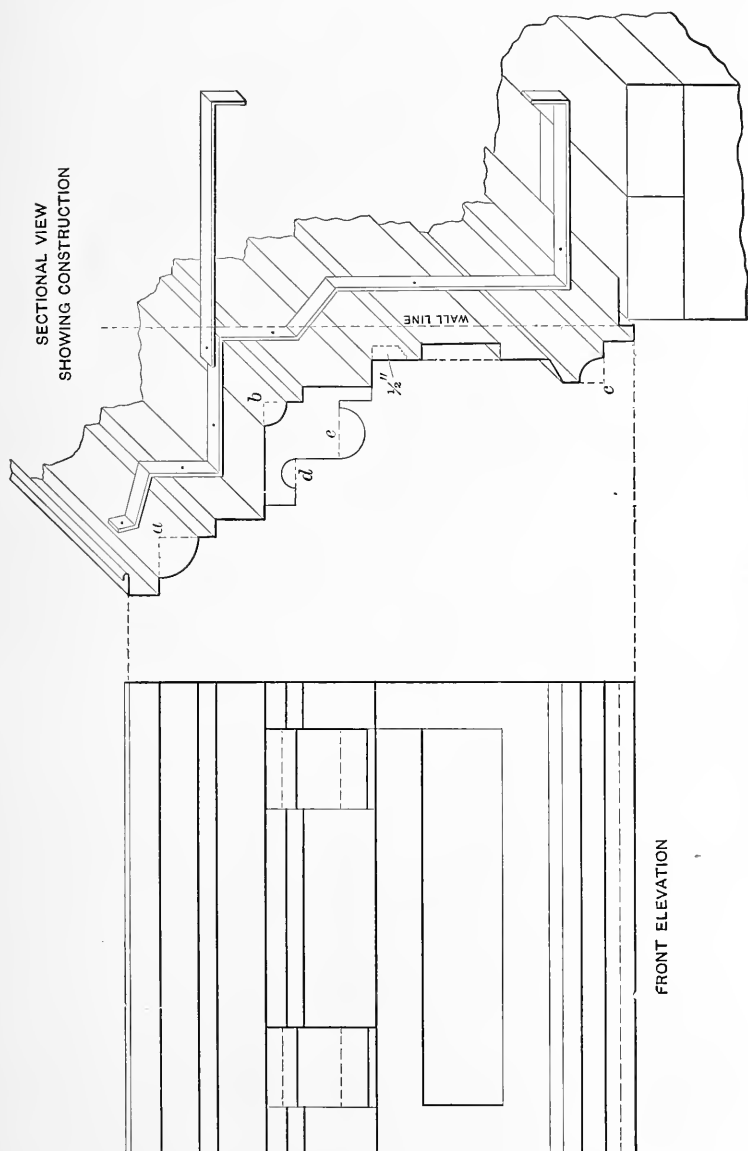 SECTIONAL VIEW
SHOWING CONSTRUCTION
a
b
d
e
1/2"
WALL LINE
c
FRONT ELEVATION